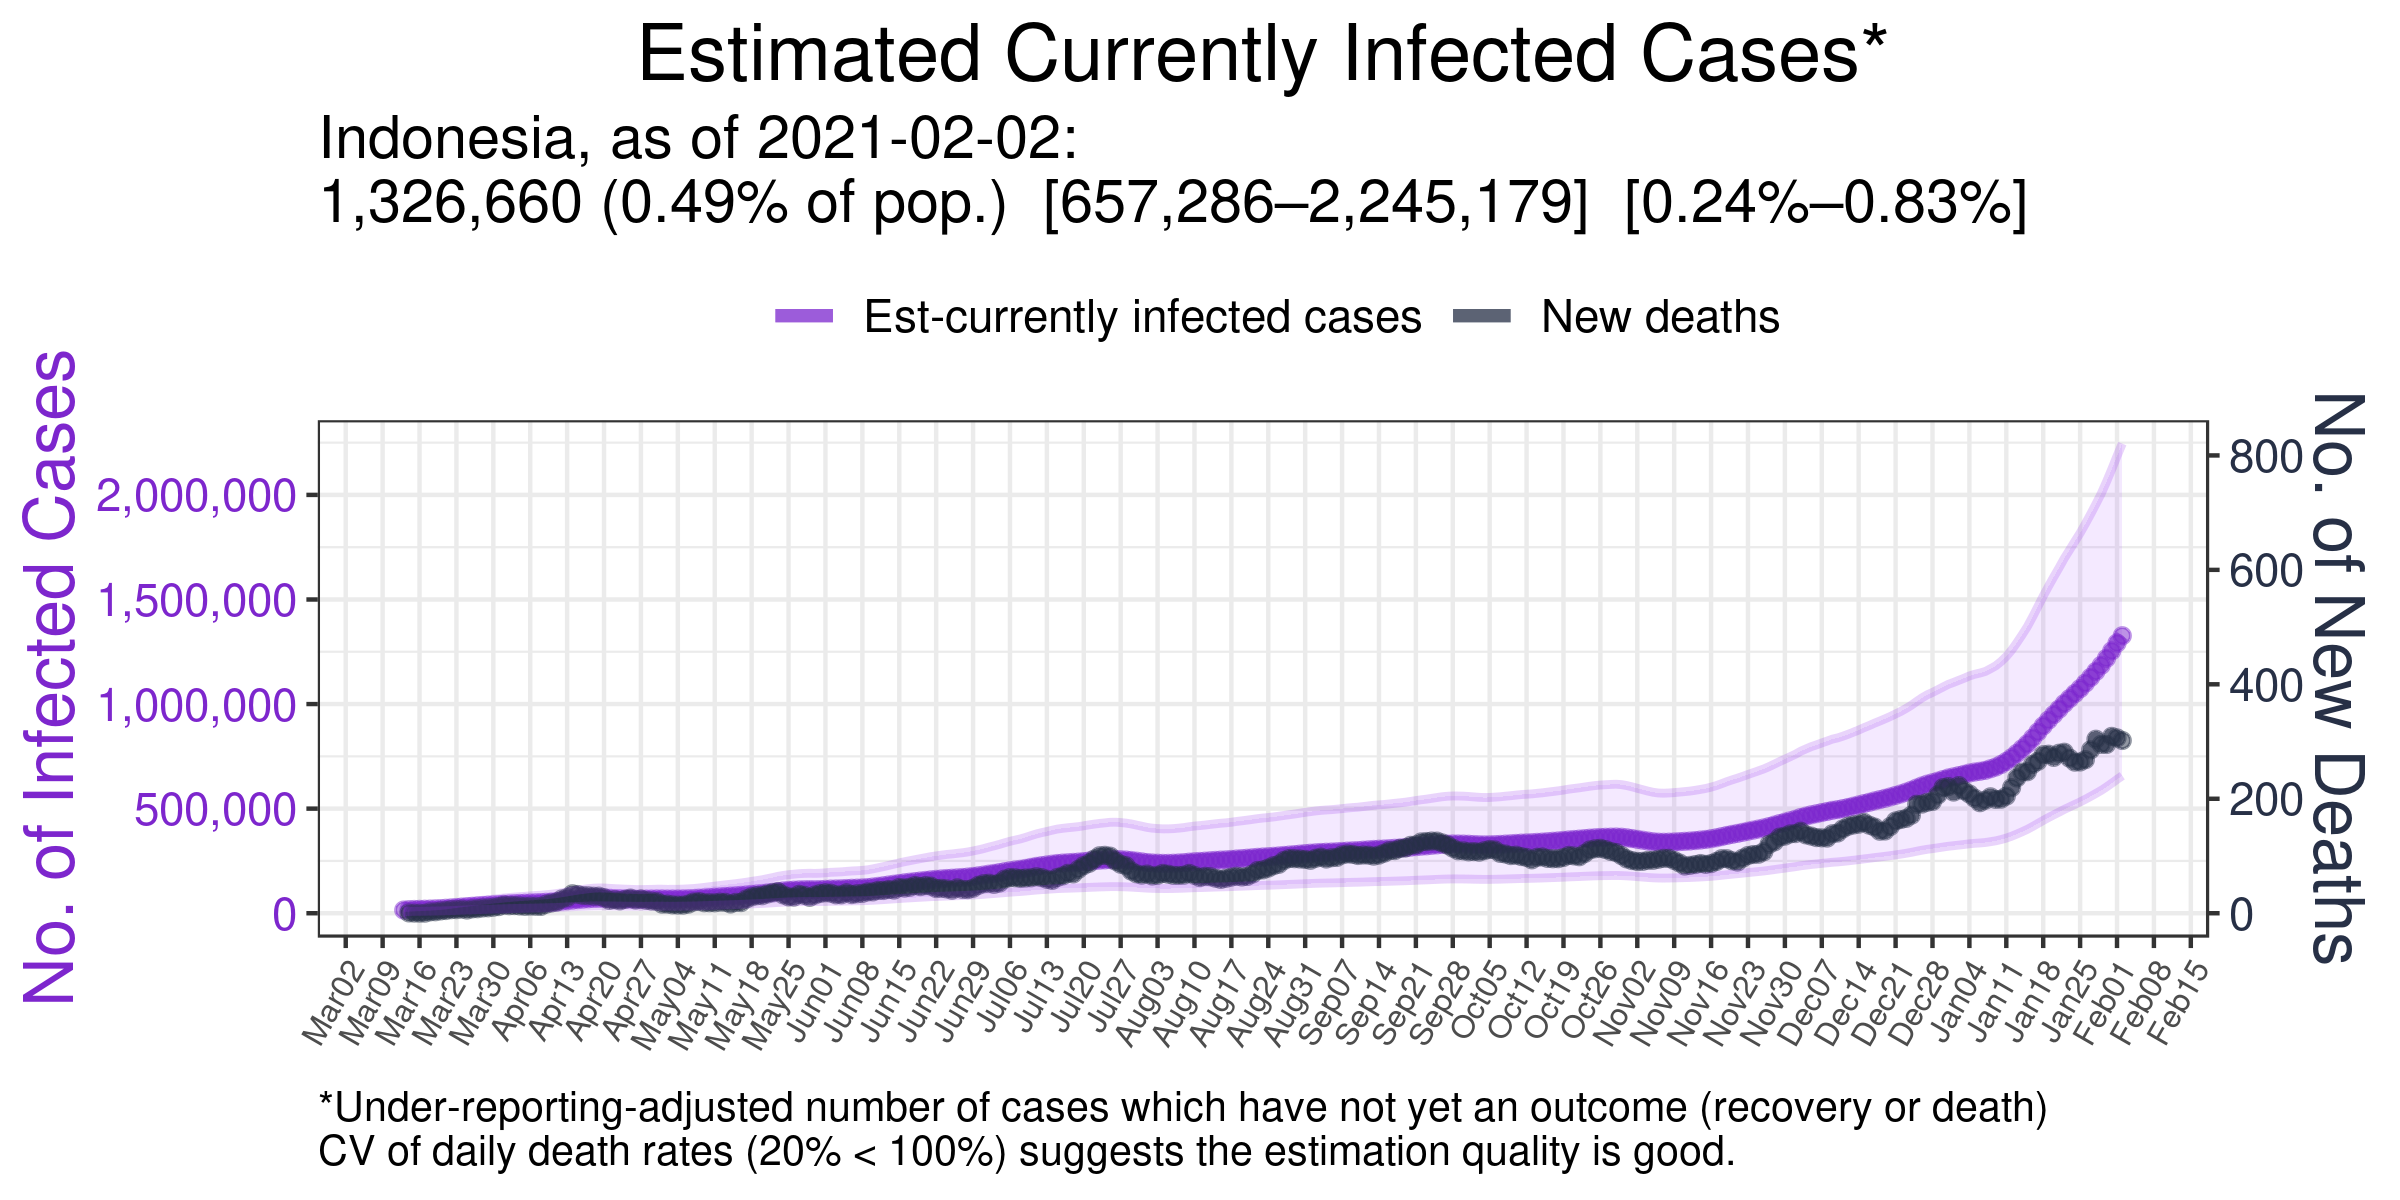 Estimated Currently Infected Cases*
Indonesia, as of 2021-02-02:
1,326,660 (0.49% of pop.) [657,286–2,245,179] [0.24%–0.83%]
Est-currently infected cases New deaths
No. of Infected Cases
2,000,000
1,500,000
1,000,000
500,000
0
800
600
400
200
0
No. of New Deaths
Mar02 Mar09 Mar16 Mar23 Mar30 Apr06 Apr13 Apr20 Apr27 May04 May11 May18 May25 Jun01 Jun08 Jun15 Jun22 Jun29 Jul06 Jul13 Jul20 Jul27 Aug03 Aug10 Aug17 Aug24 Aug31 Sep07 Sep14 Sep21 Sep28 Oct05 Oct12 Oct19 Oct26 Nov02 Nov09 Nov16 Nov23 Nov30 Dec07 Dec14 Dec21 Dec28 Jan04 Jan11 Jan18 Jan25 Feb01 Feb08 Feb15
*Under-reporting-adjusted number of cases which have not yet an outcome (recovery or death)
CV of daily death rates (20% < 100%) suggests the estimation quality is good.